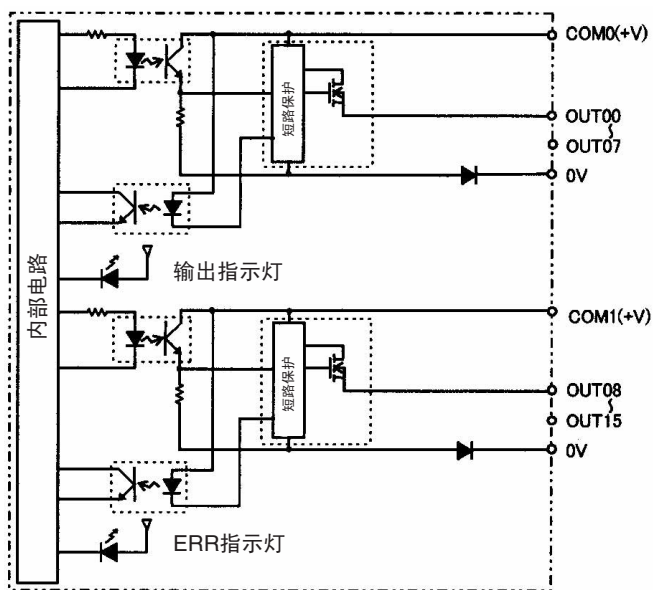 COM0(+V)
短路保护
OUT00
~
OUT07
0V
输出指示灯
内部电路
COM1(+V)
短路保护
OUT08
~
OUT15
0V
ERR指示灯